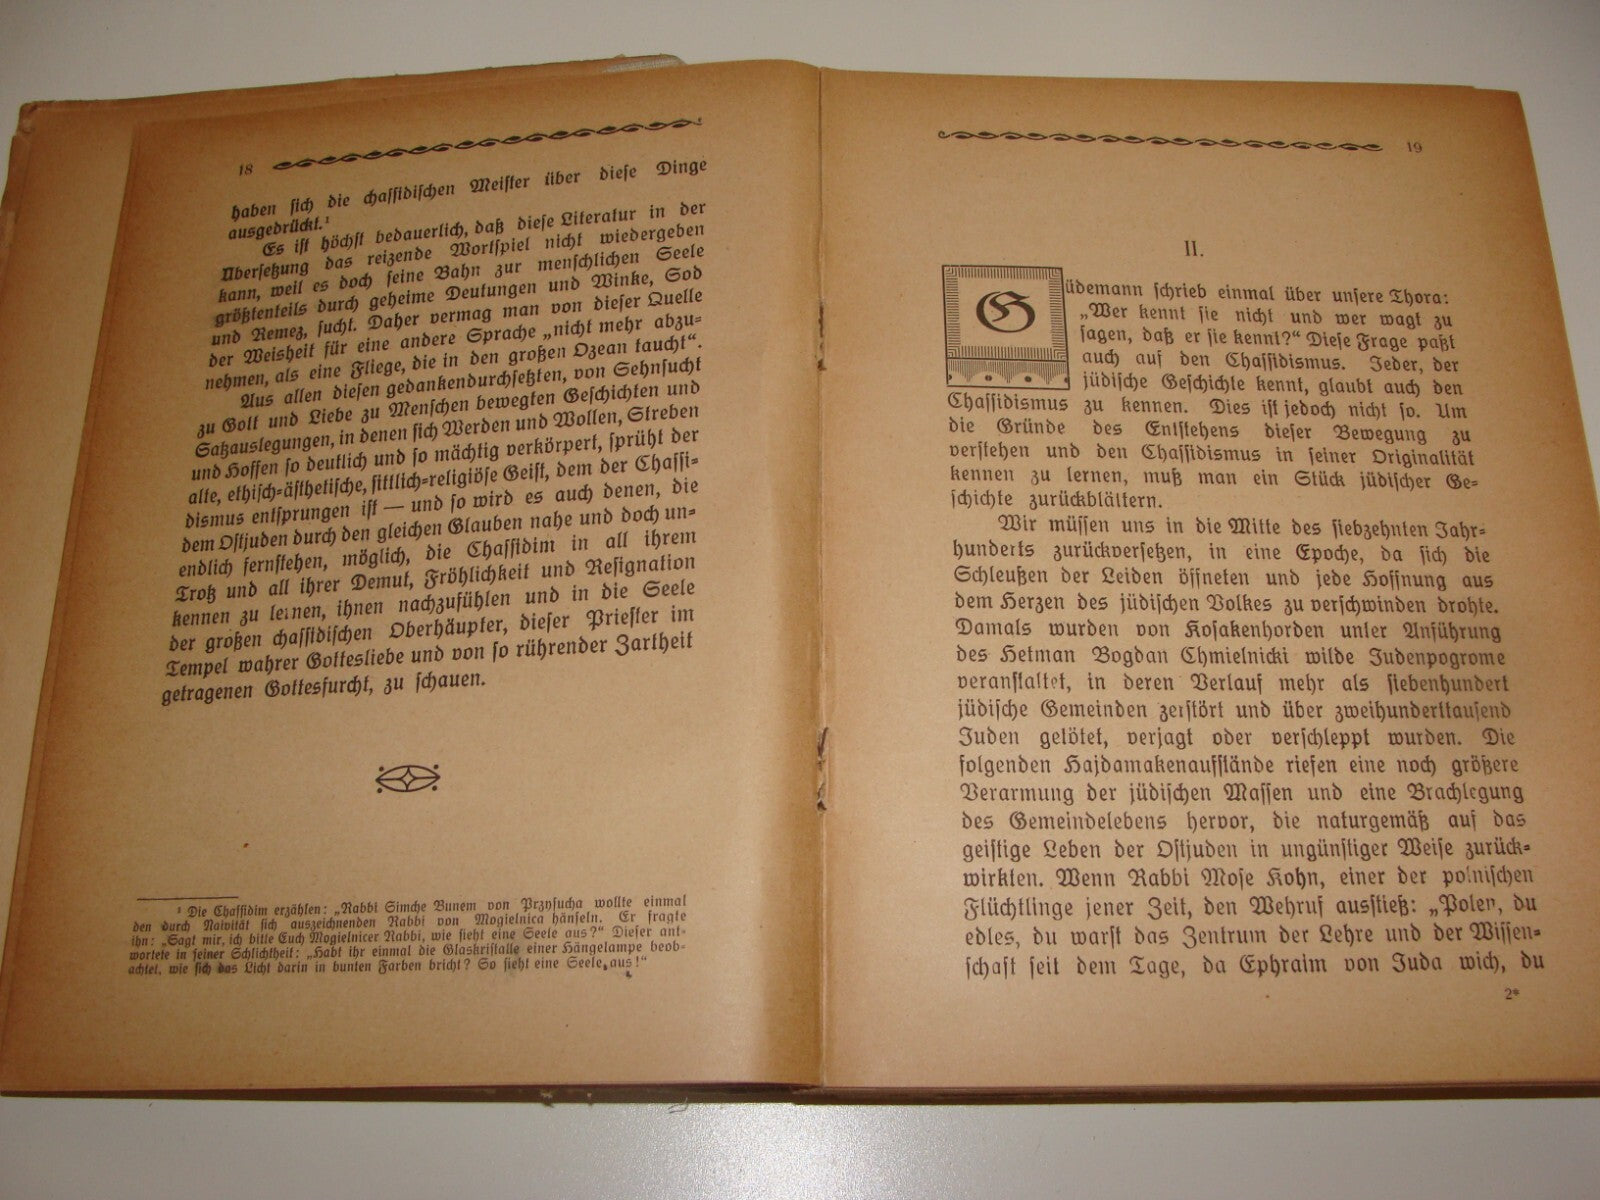 18
haben sich die chassidischen Meister über diese Dinge
ausgedrückt.¹
Es ist höchst bedauerlich, daß diese Literatur in der
Übersetzung das reizende Wortspiel nicht wiedergeben
kann, weil es doch seine Bahn zur menschlichen Seele
größtenteils durch geheime Deutungen und Winke, Sod
und Remez, sucht. Daher vermag man von dieser Quelle
der Weisheit für eine andere Sprache „nicht mehr abzu-
nehmen, als eine Fliege, die in den großen Ozean taucht“.
Aus allen diesen gedankendurchsetzten, von Sehnsucht
zu Gott und Liebe zu Menschen bewegten Geschichten und
Satzauslegungen, in denen sich Werden und Wollen, Streben
und Hoffen so deutlich und so mächtig verkörpert, sprüht der
alte, ethisch-ästhetische, sittlich-religiöse Geist, dem der Chassi-
dismus entsprungen ist — und so wird es auch denen, die
dem Ostjuden durch den gleichen Glauben nahe und doch un-
endlich fernstehen, möglich, die Chassidim in all ihrem
Trotz und all ihrer Demut, Fröhlichkeit und Resignation
kennen zu lernen, ihnen nachzufühlen und in die Seele
der großen chassidischen Oberhäupter, dieser Priester im
Tempel wahrer Gottesliebe und von so rührender Zartheit
getragenen Gottesfurcht, zu schauen.
¹ Die Chassidim erzählen: „Rabbi Simche Bunem von Przysucha wollte einmal
den durch Naivität sich auszeichnenden Rabbi von Mogielnica hänseln. Er fragte
ihn: „Sagt mir, ich bitte Euch Mogielnicer Rabbi, wie sieht eine Seele aus?“ Dieser ant-
wortete in seiner Schlichtheit: „Habt ihr einmal die Glaskristalle einer Hängelampe beob-
achtet, wie sich das Licht darin in bunten Farben bricht? So sieht eine Seele aus!“
19
II.
Güdemann schrieb einmal über unsere Thora:
„Wer kennt sie nicht und wer wagt zu
sagen, daß er sie kennt?“ Diese Frage paßt
auch auf den Chassidismus. Jeder, der
jüdische Geschichte kennt, glaubt auch den
Chassidismus zu kennen. Dies ist jedoch nicht so. Um
die Gründe des Entstehens dieser Bewegung zu
verstehen und den Chassidismus in seiner Originalität
kennen zu lernen, muß man ein Stück jüdischer Ge-
schichte zurückblättern.
Wir müssen uns in die Mitte des siebzehnten Jahr-
hunderts zurückversetzen, in eine Epoche, da sich die
Schleußen der Leiden öffneten und jede Hoffnung aus
dem Herzen des jüdischen Volkes zu verschwinden drohte.
Damals wurden von Kosakenhorden unter Anführung
des Hetman Bogdan Chmielnicki wilde Judenpogrome
veranstaltet, in deren Verlauf mehr als siebenhundert
jüdische Gemeinden zerstört und über zweihunderttausend
Juden getötet, verjagt oder verschleppt wurden. Die
folgenden Hajdamakenaufstände riefen eine noch größere
Verarmung der jüdischen Massen und eine Brachlegung
des Gemeindelebens hervor, die naturgemäß auf das
geistige Leben der Ostjuden in ungünstiger Weise zurück-
wirkten. Wenn Rabbi Mose Kohn, einer der polnischen
Flüchtlinge jener Zeit, den Wehruf ausstieß: „Polen, du
edles, du warst das Zentrum der Lehre und der Wissen-
schaft seit dem Tage, da Ephraim von Juda wich, du
2*